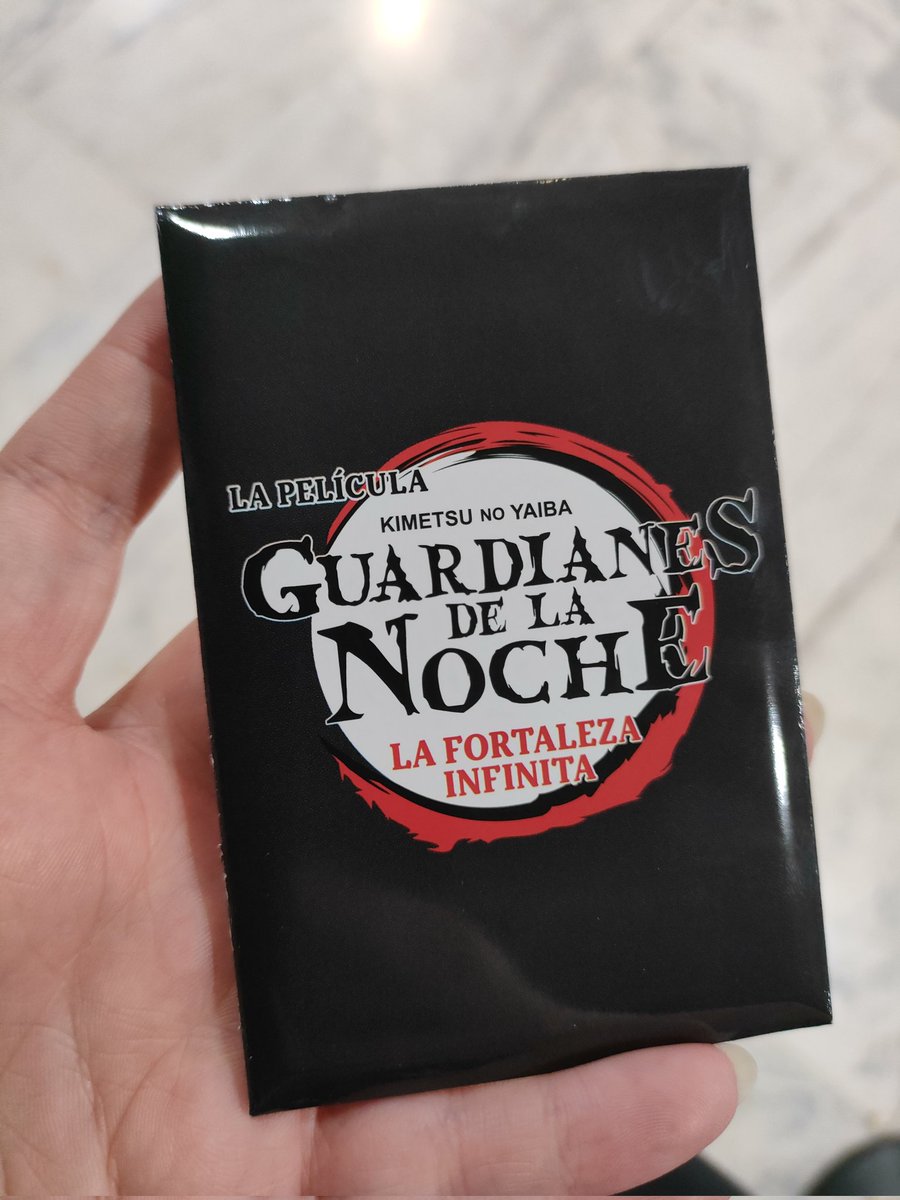 LA PELÍCULA
KIMETSU NO YAIBA
GUARDIANES
DE LA
NOCHE
LA FORTALEZA
INFINITA